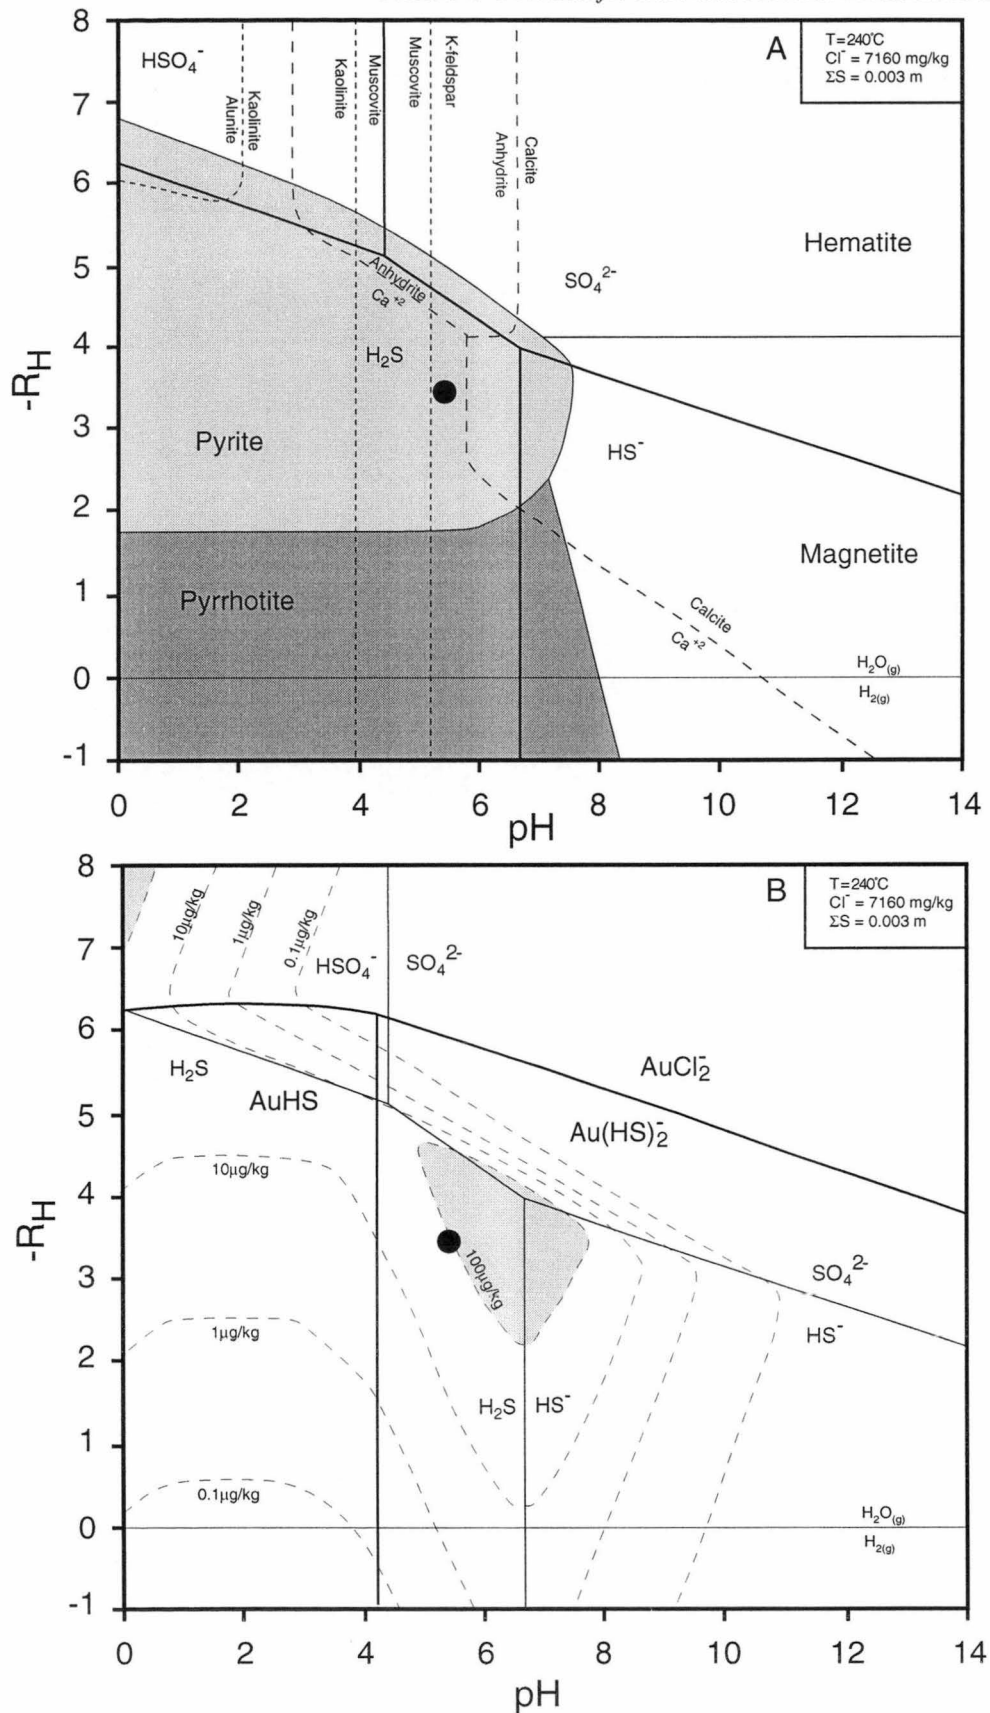 8
7
6
5
4
3
2
1
0
-1
-R_H
HSO₄⁻
Alunite
Kaolinite
Kaolinite
Muscovite
Muscovite
K-feldspar
Anhydrite
Calcite
A
T=240°C
Cl⁻ = 7160 mg/kg
ΣS = 0.003 m
Hematite
SO₄²⁻
Anhydrite
Ca⁺²
H₂S
Pyrite
HS⁻
Magnetite
Pyrrhotite
Calcite
Ca⁺²
H₂O(g)
H₂(g)
0 2 4 6 8 10 12 14
pH
8
7
6
5
4
3
2
1
0
-1
-R_H
10μg/kg
1μg/kg
0.1μg/kg
HSO₄⁻
SO₄²⁻
B
T=240°C
Cl⁻ = 7160 mg/kg
ΣS = 0.003 m
H₂S
AuHS
AuCl₂⁻
Au(HS)₂⁻
10μg/kg
100μg/kg
SO₄²⁻
HS⁻
1μg/kg
H₂S
HS⁻
0.1μg/kg
H₂O(g)
H₂(g)
0 2 4 6 8 10 12 14
pH